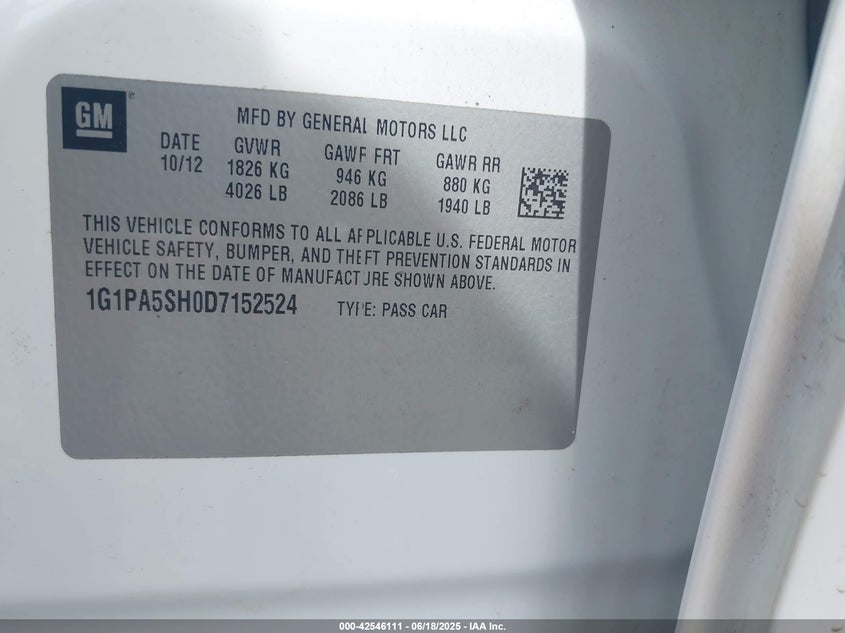 GM®
MFD BY GENERAL MOTORS LLC
DATE GVWR GAWF FRT GAWR RR
10/12 1826 KG 946 KG 880 KG
4026 LB 2086 LB 1940 LB
THIS VEHICLE CONFORMS TO ALL AFPLICABLE U.S. FEDERAL MOTOR
VEHICLE SAFETY, BUMPER, AND THEFT PREVENTION STANDARDS IN
EFFECT ON THE DATE OF MANUFACTURE SHOWN ABOVE.
1G1PA5SH0D7152524 TYPE: PASS CAR
000-42546111 - 06/18/2025 - IAA Inc.